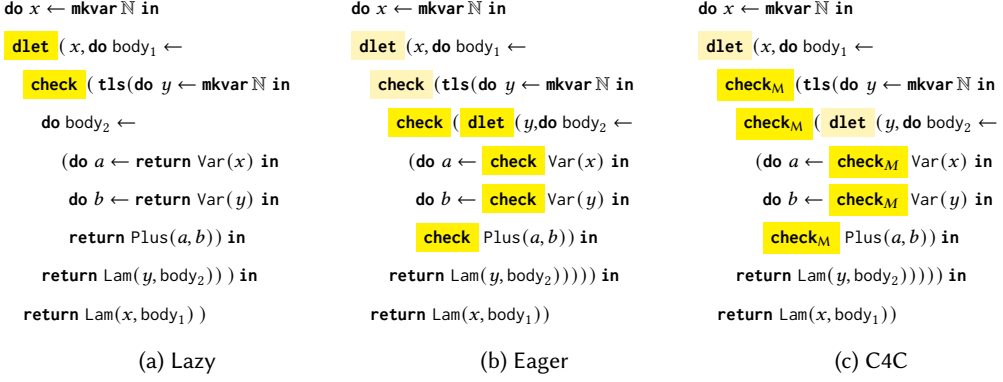 do x ← mkvar ℕ in
dlet ( x, do body₁ ←
check ( tls(do y ← mkvar ℕ in
do body₂ ←
(do a ← return Var(x) in
do b ← return Var(y) in
return Plus(a, b)) in
return Lam(y, body₂) ) ) in
return Lam(x, body₁) )
(a) Lazy
do x ← mkvar ℕ in
dlet (x, do body₁ ←
check (tls(do y ← mkvar ℕ in
check ( dlet (y,do body₂ ←
(do a ← check Var(x) in
do b ← check Var(y) in
check Plus(a, b)) in
return Lam(y, body₂))))) in
return Lam(x, body₁))
(b) Eager
do x ← mkvar ℕ in
dlet (x, do body₁ ←
check_M (tls(do y ← mkvar ℕ in
check_M ( dlet (y, do body₂ ←
(do a ← check_M Var(x) in
do b ← check_M Var(y) in
check_M Plus(a, b)) in
return Lam(y, body₂))))) in
return Lam(x, body₁))
(c) C4C